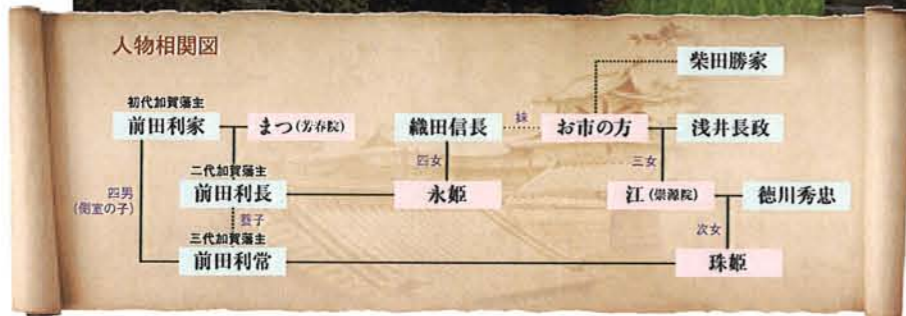 人物相関図
柴田勝家
初代加賀藩主
前田利家
まつ(芳春院)
織田信長
妹
お市の方
浅井長政
四男
(側室の子)
二代加賀藩主
前田利長
四女
永姫
三女
江(崇源院)
徳川秀忠
養子
三代加賀藩主
前田利常
次女
珠姫